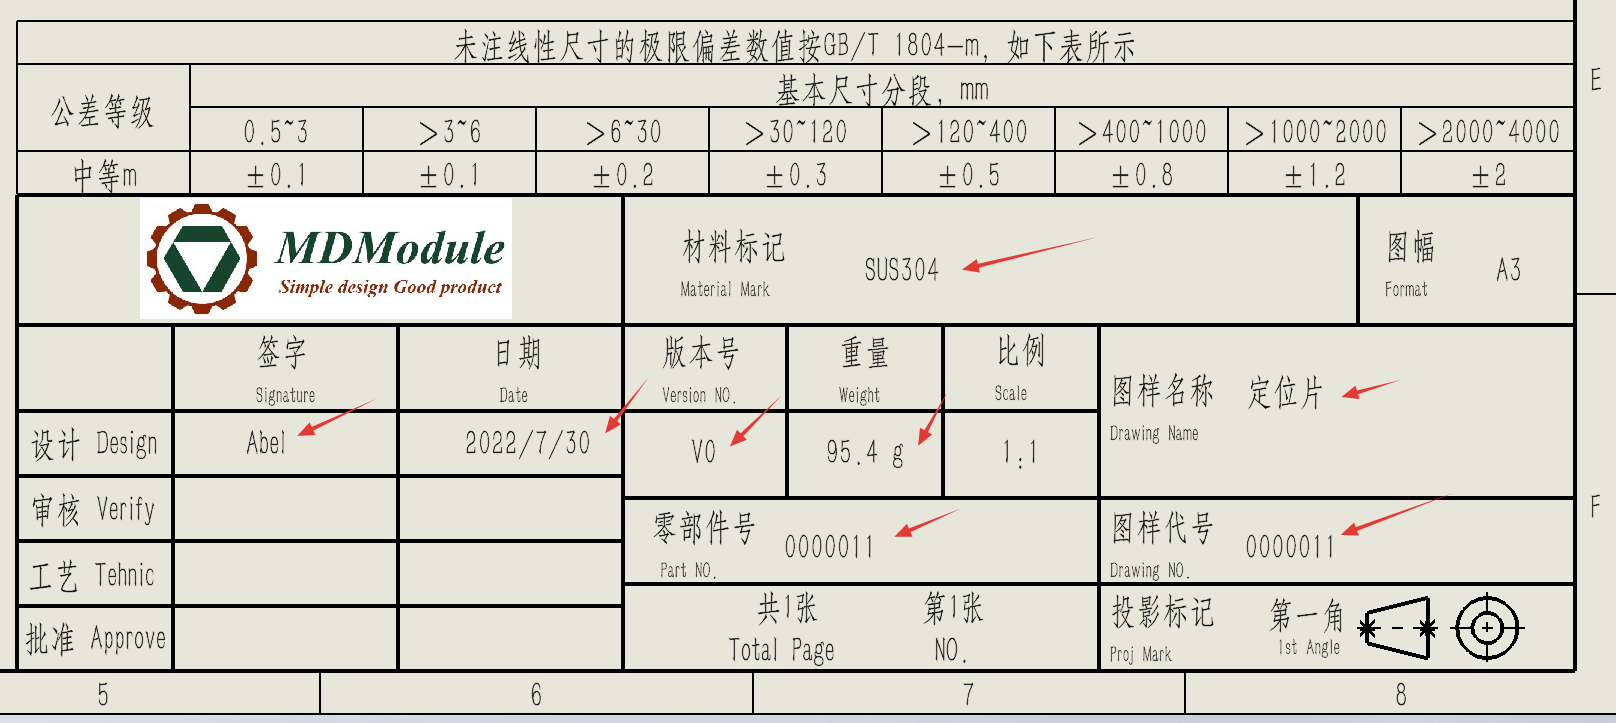 未注线性尺寸的极限偏差数值按GB/T 1804-m, 如下表所示
公差等级
基本尺寸分段, mm
0.5~3 >3~6 >6~30 >30~120 >120~400 >400~1000 >1000~2000 >2000~4000
中等m ±0.1 ±0.1 ±0.2 ±0.3 ±0.5 ±0.8 ±1.2 ±2
E
MDModule
Simple design Good product
材料标记
Material Mark
SUS304
图幅
Format
A3
签字
Signature
日期
Date
版本号
Version NO.
重量
Weight
比例
Scale
图样名称
Drawing Name
定位片
设计 Design Abel 2022/7/30
V0 95.4 g 1:1
审核 Verify
零部件号
Part NO.
0000011
图样代号
Drawing NO.
0000011
F
工艺 Tehnic
批准 Approve
共1张 第1张
Total Page NO.
投影标记
Proj Mark
第一角
1st Angle
5 6 7 8